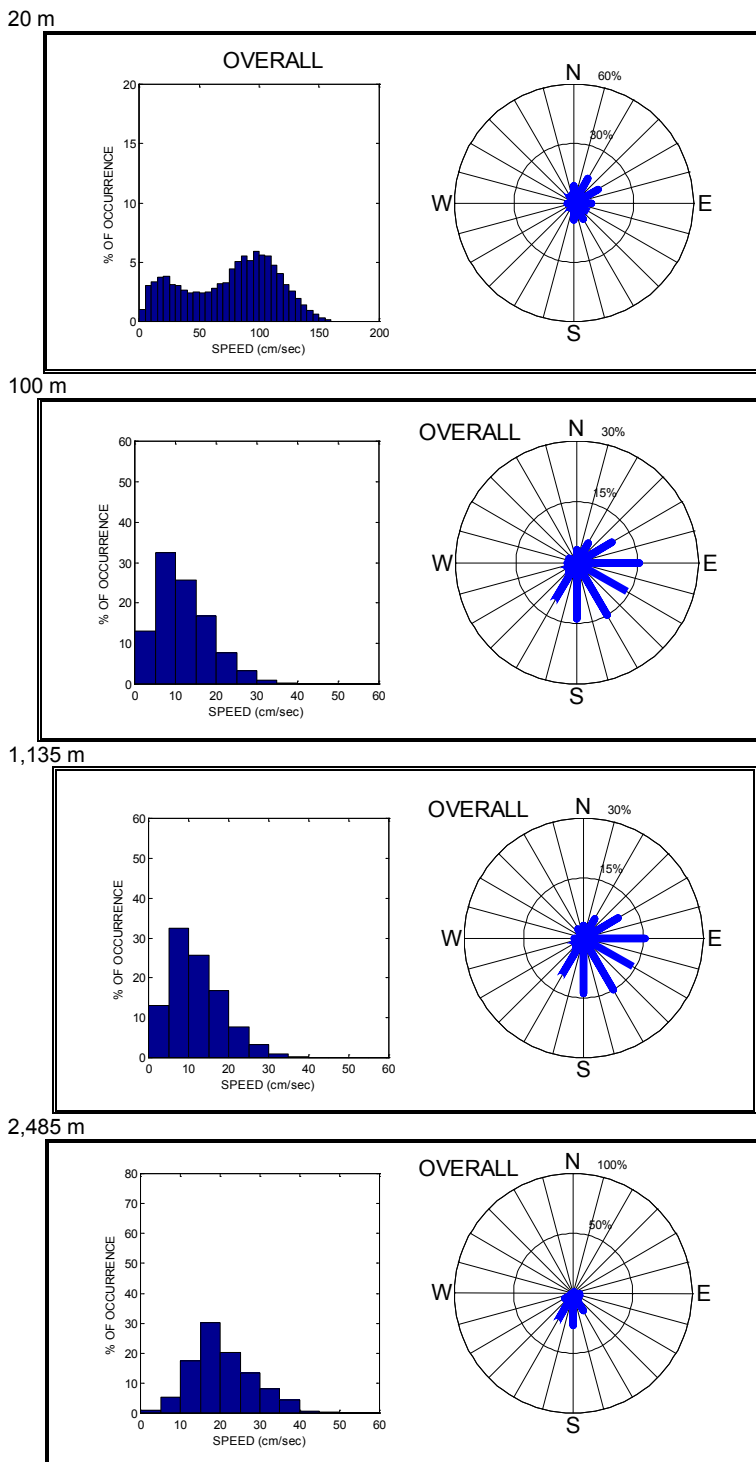 20 m
OVERALL
20
15
10
5
0
0 50 100 150 200
% OF OCCURRENCE
SPEED (cm/sec)
N
60%
30%
W
E
S
100 m
OVERALL
60
50
40
30
20
10
0
0 10 20 30 40 50 60
% OF OCCURRENCE
SPEED (cm/sec)
N
30%
15%
W
E
S
1,135 m
OVERALL
60
50
40
30
20
10
0
0 10 20 30 40 50 60
% OF OCCURRENCE
SPEED (cm/sec)
N
30%
15%
W
E
S
2,485 m
OVERALL
80
70
60
50
40
30
20
10
0
0 10 20 30 40 50 60
% OF OCCURRENCE
SPEED (cm/sec)
N
100%
50%
W
E
S